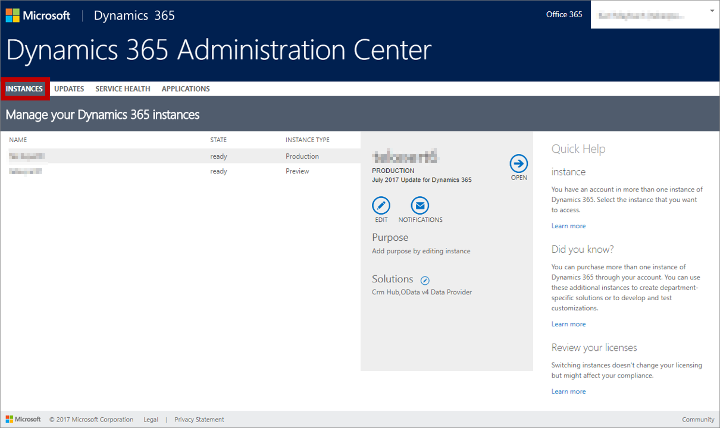 Microsoft | Dynamics 365
Office 365
Dynamics 365 Administration Center
INSTANCES UPDATES SERVICE HEALTH APPLICATIONS
Manage your Dynamics 365 instances
NAME STATE INSTANCE TYPE
ready Production
ready Preview
PRODUCTION
July 2017 Update for Dynamics 365
OPEN
EDIT NOTIFICATIONS
Purpose
Add purpose by editing instance
Solutions
Crm Hub,OData v4 Data Provider
Quick Help
instance
You have an account in more than one instance of
Dynamics 365. Select the instance that you want
to access.
Learn more
Did you know?
You can purchase more than one instance of
Dynamics 365 through your account. You can use
these additional instances to create department-
specific solutions or to develop and test
customizations.
Learn more
Review your licenses
Switching instances doesn't change your licensing
but might affect your compliance.
Learn more
Microsoft © 2017 Microsoft Corporation Legal | Privacy Statement Community